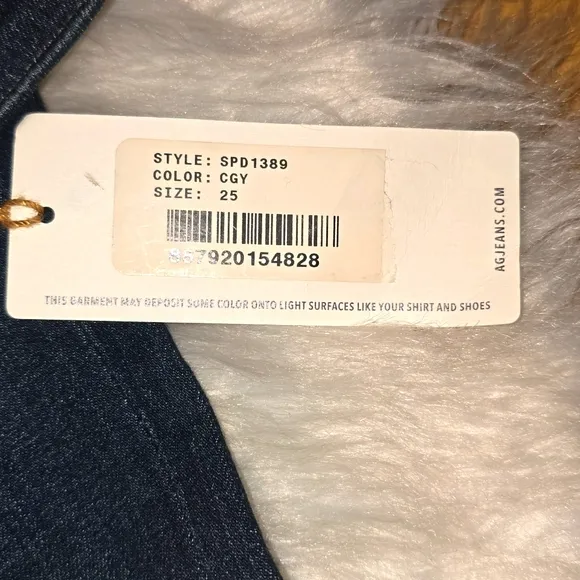 STYLE: SPD1389
COLOR: CGY
SIZE: 25
887920154828
AGJEANS.COM
THIS GARMENT MAY DEPOSIT SOME COLOR ONTO LIGHT SURFACES LIKE YOUR SHIRT AND SHOES